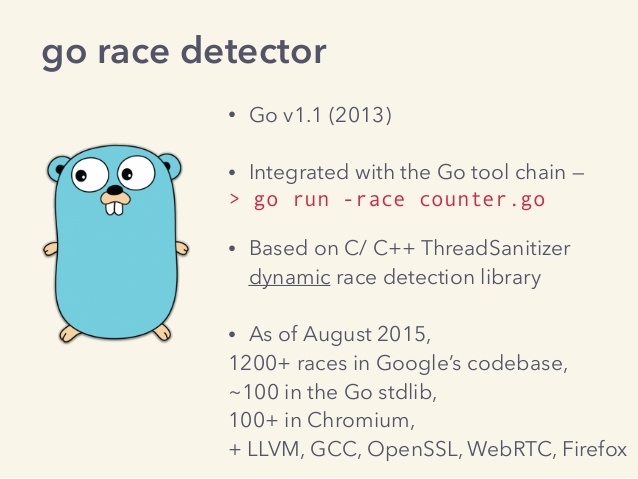 go race detector
• Go v1.1 (2013)
• Integrated with the Go tool chain —
> go run -race counter.go
• Based on C/ C++ ThreadSanitizer
dynamic race detection library
• As of August 2015,
1200+ races in Google’s codebase,
~100 in the Go stdlib,
100+ in Chromium,
+ LLVM, GCC, OpenSSL, WebRTC, Firefox